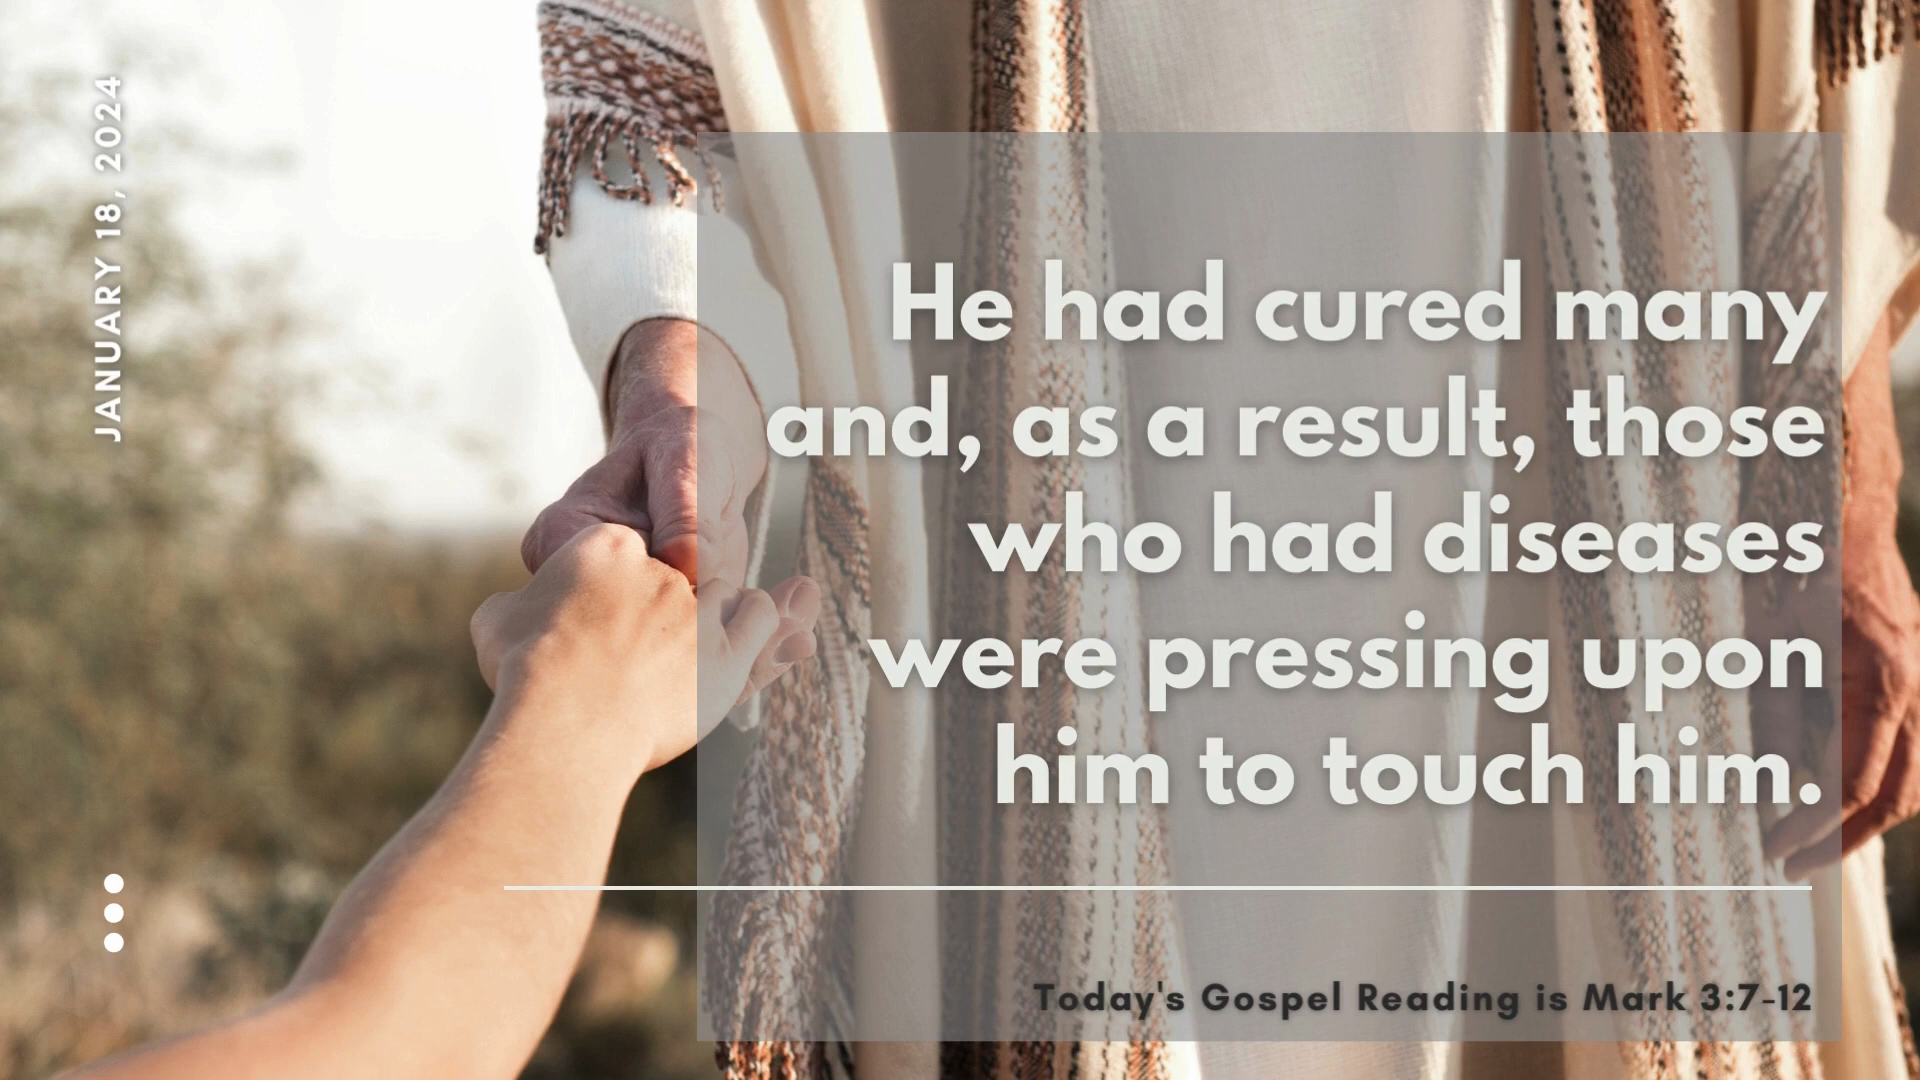 JANUARY 18, 2024
He had cured many
and, as a result, those
who had diseases
were pressing upon
him to touch him.
Today's Gospel Reading is Mark 3:7-12